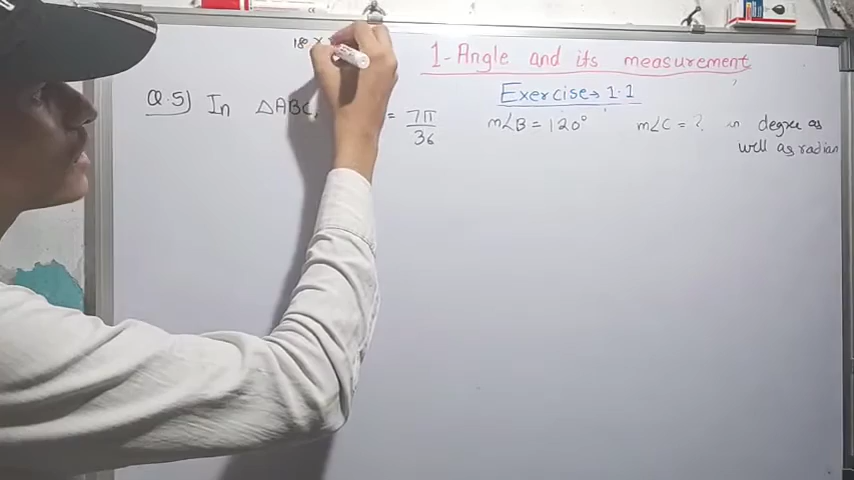 180 ×
1-Angle and its measurement
Exercise→ 1.1
Q.5) In △ABC, = 7π/36 m∠B = 120° m∠C = ? in degree as
well as radian